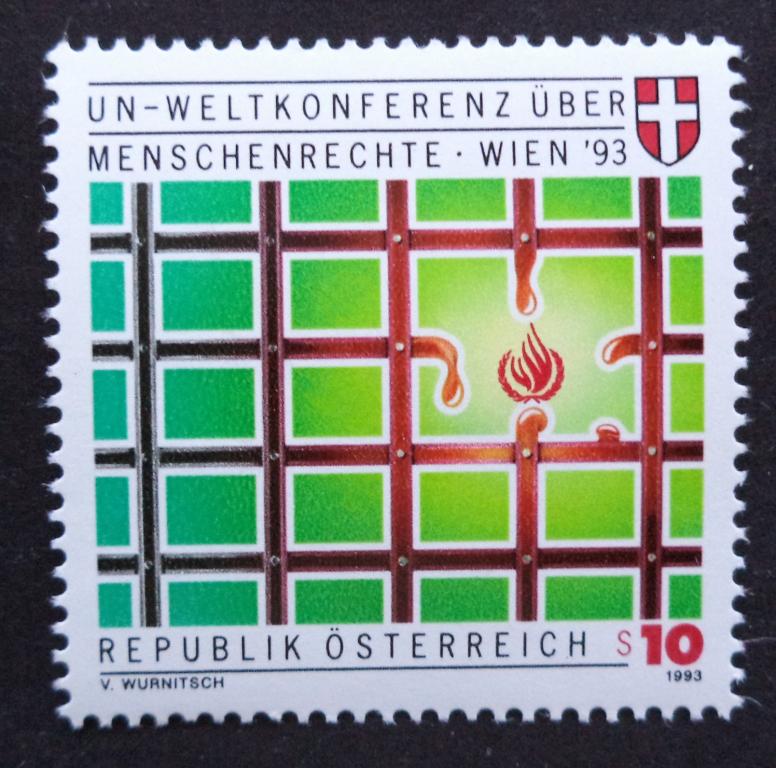 UN-WELTKONFERENZ ÜBER
MENSCHENRECHTE · WIEN '93
REPUBLIK ÖSTERREICH S10
V. WURNITSCH 1993